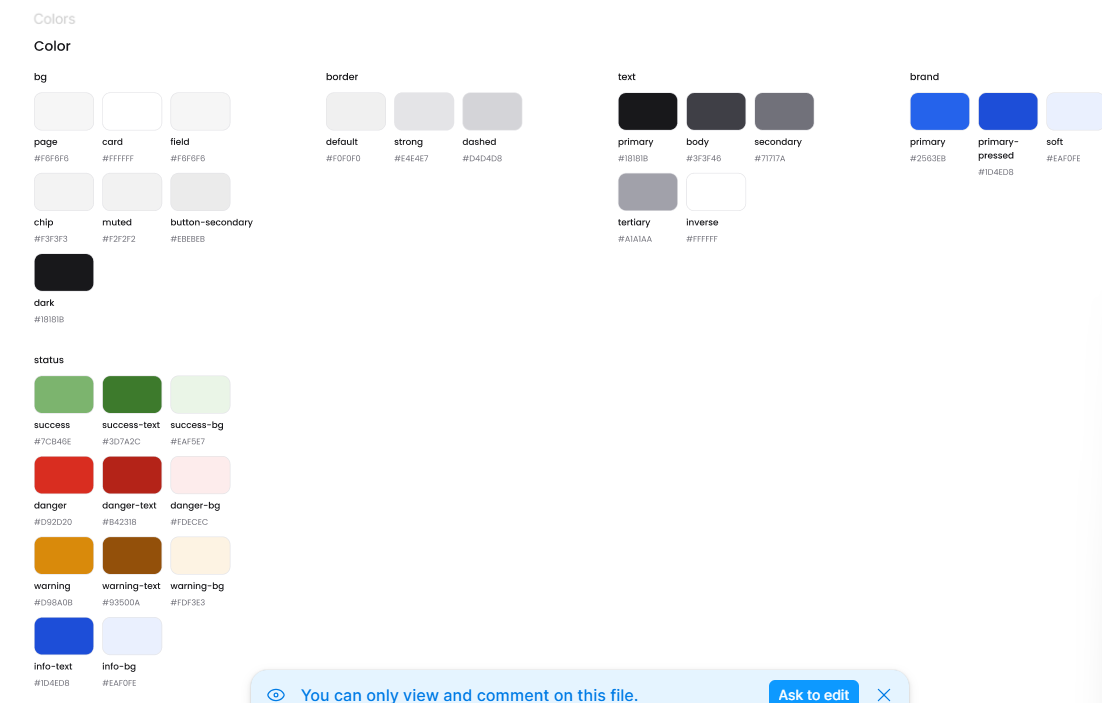 Colors
Color
bg
page
#F6F6F6
card
#FFFFFF
field
#F6F6F6
chip
#F3F3F3
muted
#F2F2F2
button-secondary
#EBEBEB
dark
#18181B
border
default
#F0F0F0
strong
#E4E4E7
dashed
#D4D4D8
text
primary
#18181B
body
#3F3F46
secondary
#71717A
tertiary
#A1A1AA
inverse
#FFFFFF
brand
primary
#2563EB
primary-
pressed
#1D4ED8
soft
#EAF0FE
status
success
#7CB46E
success-text
#3D7A2C
success-bg
#EAF5E7
danger
#D92D20
danger-text
#B42318
danger-bg
#FDECEC
warning
#D98A0B
warning-text
#93500A
warning-bg
#FDF3E3
info-text
#1D4ED8
info-bg
#EAF0FE
You can only view and comment on this file.
Ask to edit